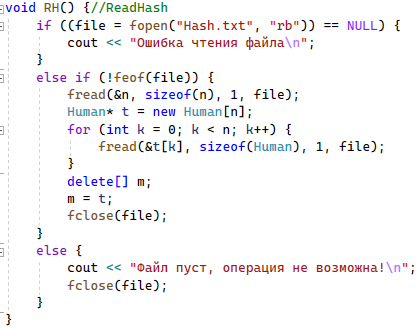 void RH() {//ReadHash
    if ((file = fopen("Hash.txt", "rb")) == NULL) {
        cout << "Ошибка чтения файла\n";
    }
    else if (!feof(file)) {
        fread(&n, sizeof(n), 1, file);
        Human* t = new Human[n];
        for (int k = 0; k < n; k++) {
            fread(&t[k], sizeof(Human), 1, file);
        }
        delete[] m;
        m = t;
        fclose(file);
    }
    else {
        cout << "Файл пуст, операция не возможна!\n";
        fclose(file);
    }
}